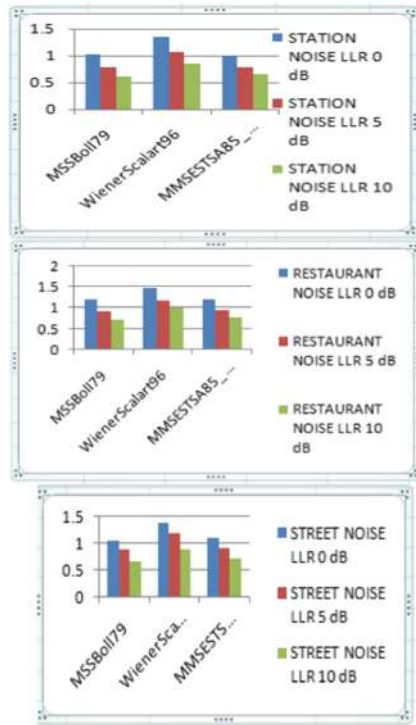 1.5
1
0.5
0
MSSBoll79
WienerScalart96
MMSESTSA85_...
STATION
NOISE LLR 0
dB
STATION
NOISE LLR 5
dB
STATION
NOISE LLR 10
dB
2
1.5
1
0.5
0
MSSBoll79
WienerScalart96
MMSESTSA85_...
RESTAURANT
NOISE LLR 0 dB
RESTAURANT
NOISE LLR 5 dB
RESTAURANT
NOISE LLR 10
dB
1.5
1
0.5
0
MSSBoll79
WienerSca...
MMSESTS...
STREET NOISE
LLR 0 dB
STREET NOISE
LLR 5 dB
STREET NOISE
LLR 10 dB